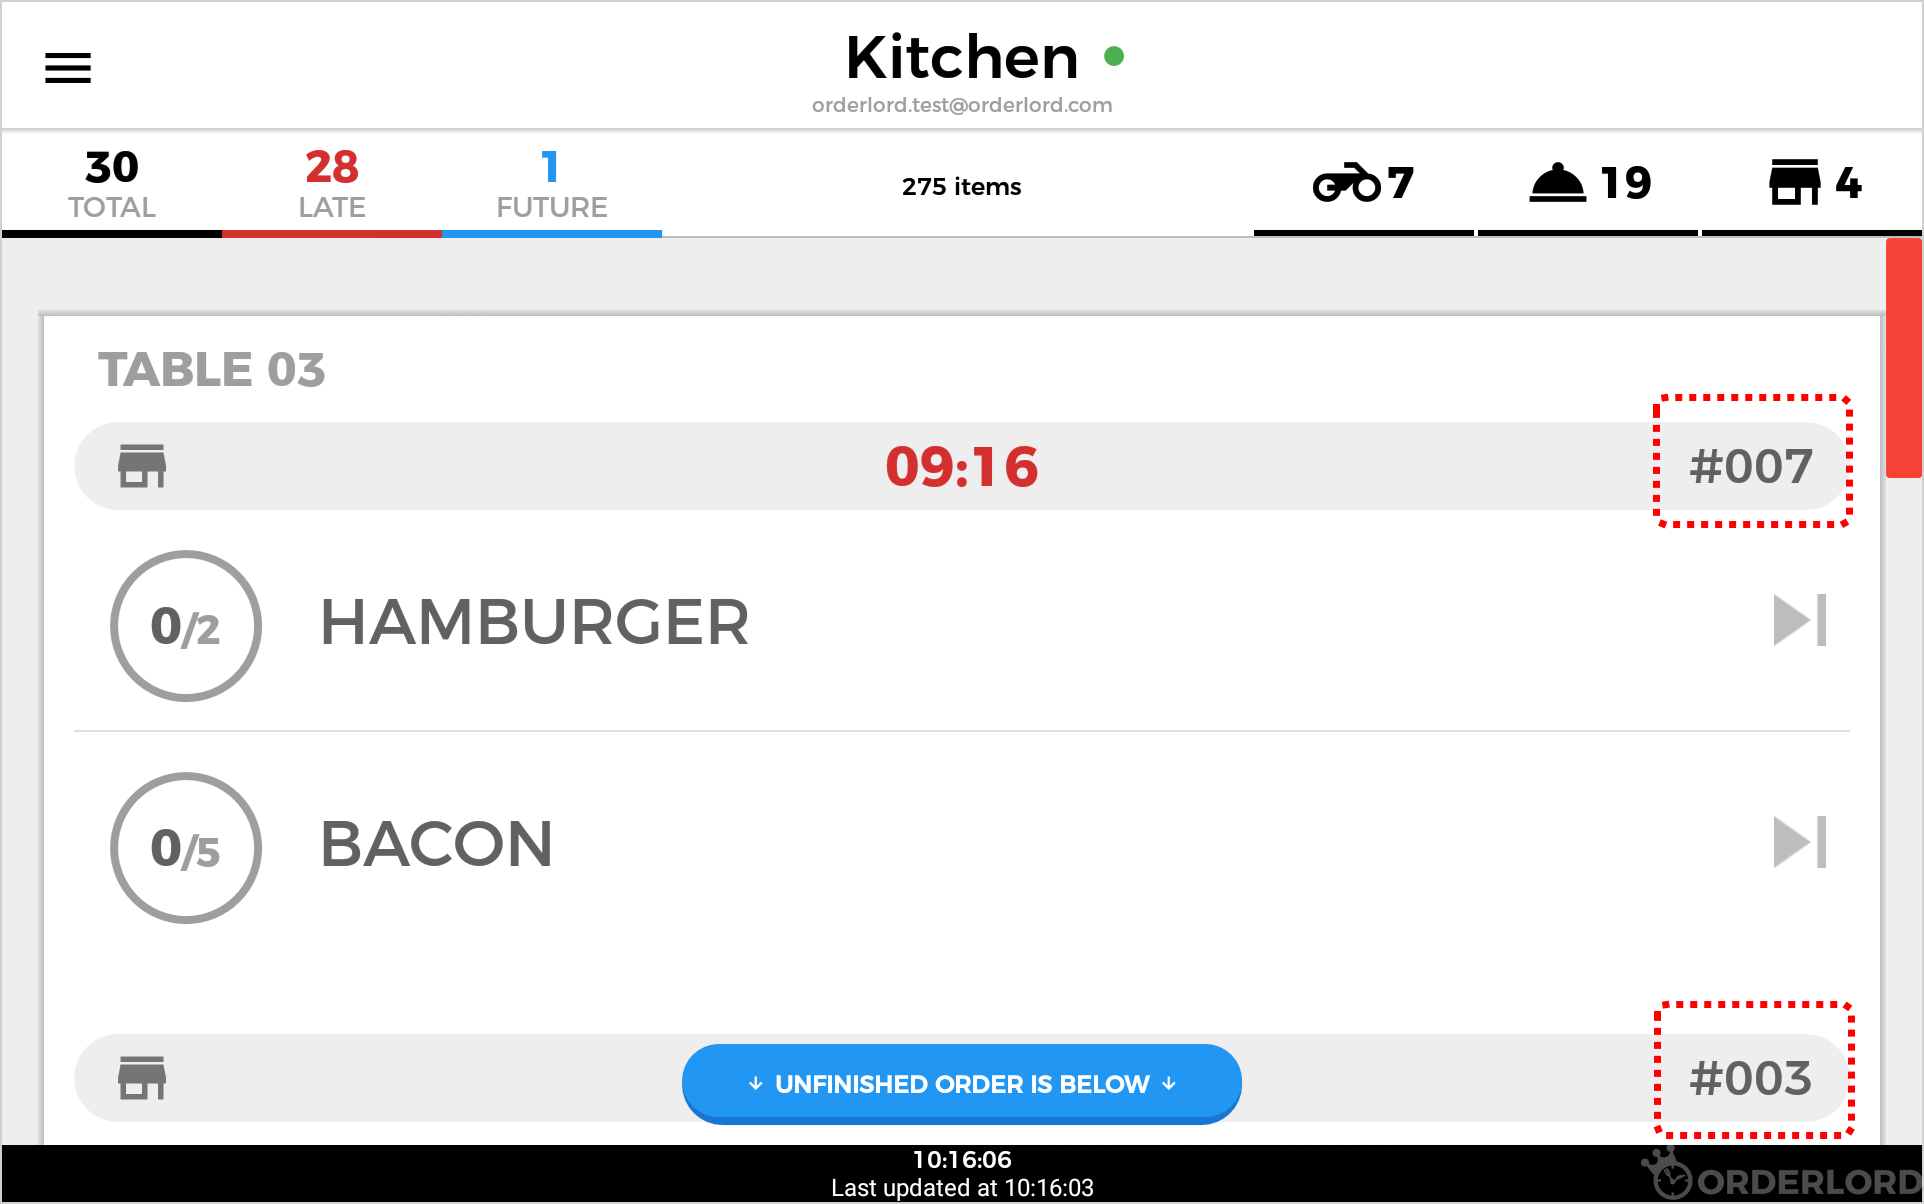 Kitchen
orderlord.test@orderlord.com
30
TOTAL
28
LATE
1
FUTURE
275 items
7
19
4
TABLE 03
09:16
#007
0/2
HAMBURGER
0/5
BACON
↓ UNFINISHED ORDER IS BELOW ↓
#003
10:16:06
Last updated at 10:16:03
ORDERLORD